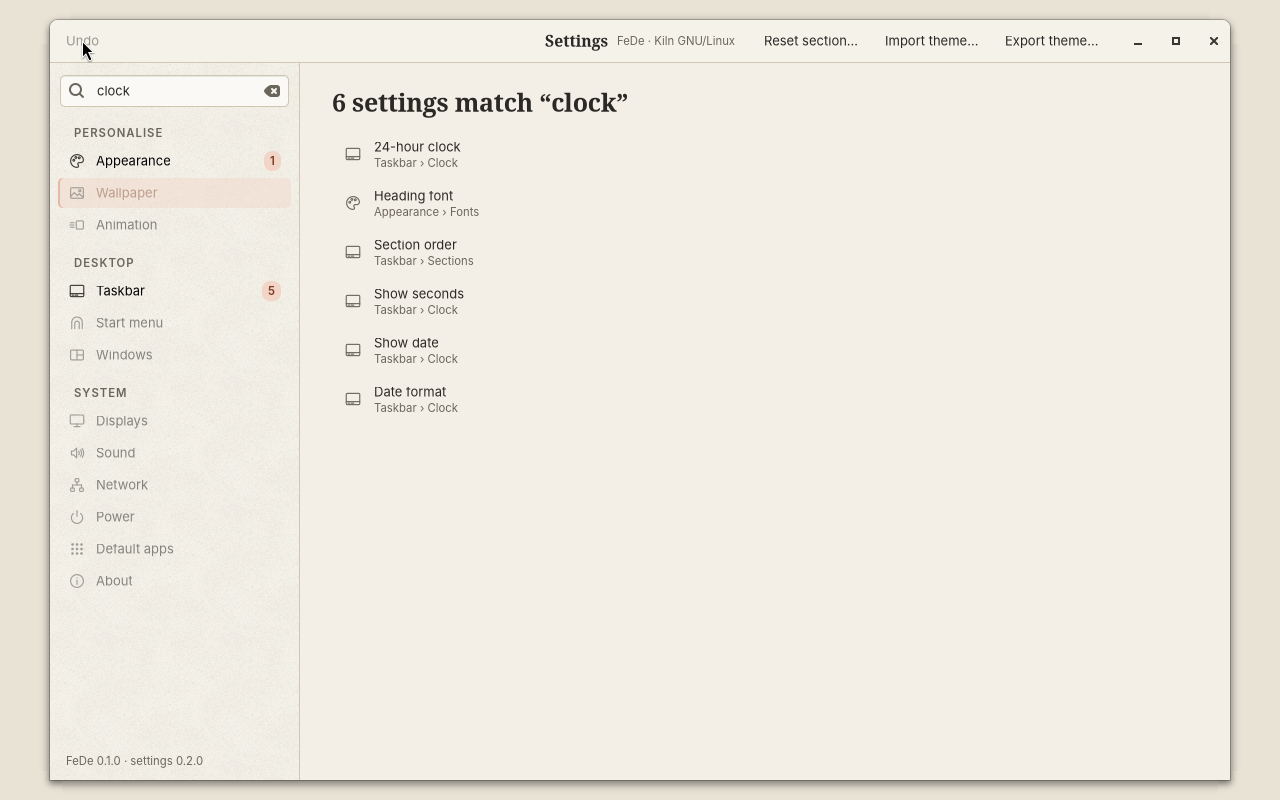 Undo
Settings FeDe · Kiln GNU/Linux
Reset section…
Import theme…
Export theme…
clock
PERSONALISE
Appearance 1
Wallpaper
Animation
DESKTOP
Taskbar 5
Start menu
Windows
SYSTEM
Displays
Sound
Network
Power
Default apps
About
FeDe 0.1.0 · settings 0.2.0
6 settings match “clock”
24-hour clock
Taskbar › Clock
Heading font
Appearance › Fonts
Section order
Taskbar › Sections
Show seconds
Taskbar › Clock
Show date
Taskbar › Clock
Date format
Taskbar › Clock